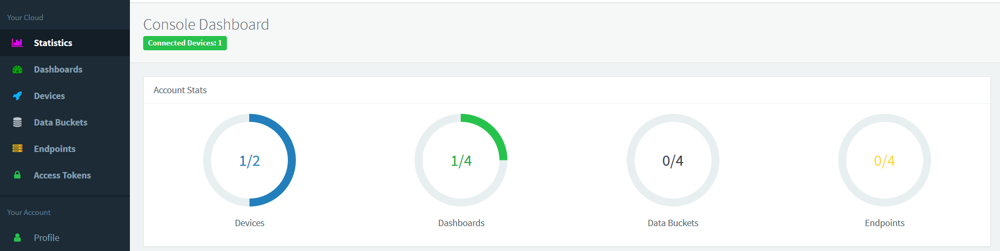 Your Cloud
Statistics
Dashboards
Devices
Data Buckets
Endpoints
Access Tokens
Your Account
Profile
Console Dashboard
Connected Devices: 1
Account Stats
1/2
1/4
0/4
0/4
Devices
Dashboards
Data Buckets
Endpoints